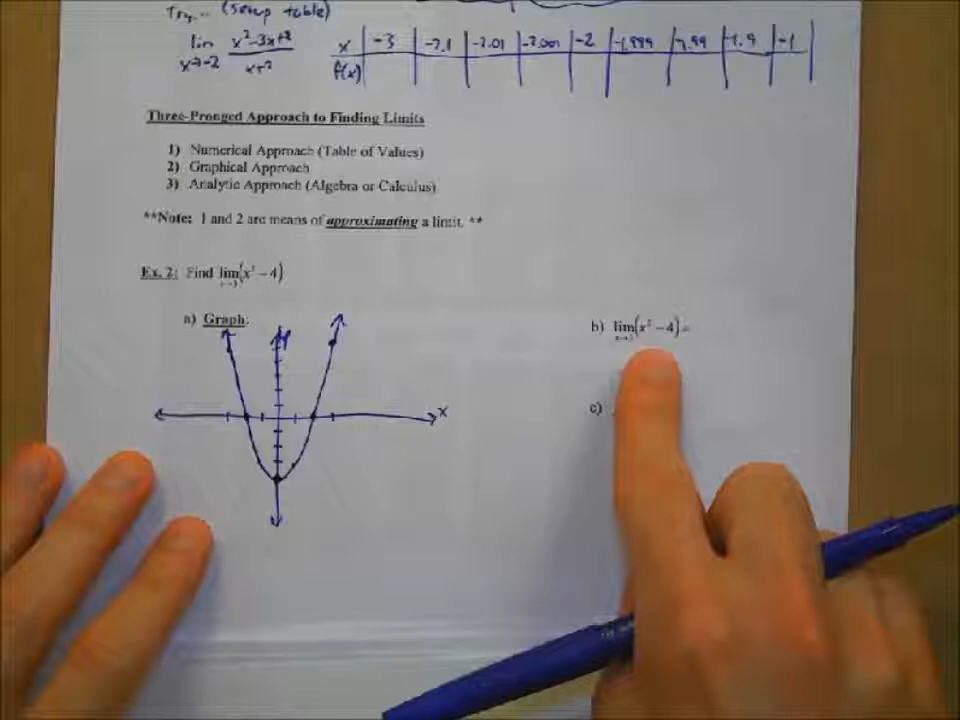 Try... (setup table)
lim x²-3x+2
x→-2 x+2
x -3 -2.1 -2.01 -2.001 -2 -1.999 -1.99 -1.9 -1
f(x)
Three-Pronged Approach to Finding Limits
1) Numerical Approach (Table of Values)
2) Graphical Approach
3) Analytic Approach (Algebra or Calculus)
**Note: 1 and 2 are means of approximating a limit. **
Ex. 2: Find lim(x² - 4)
a) Graph: b) lim(x² - 4) =
y
x
c)